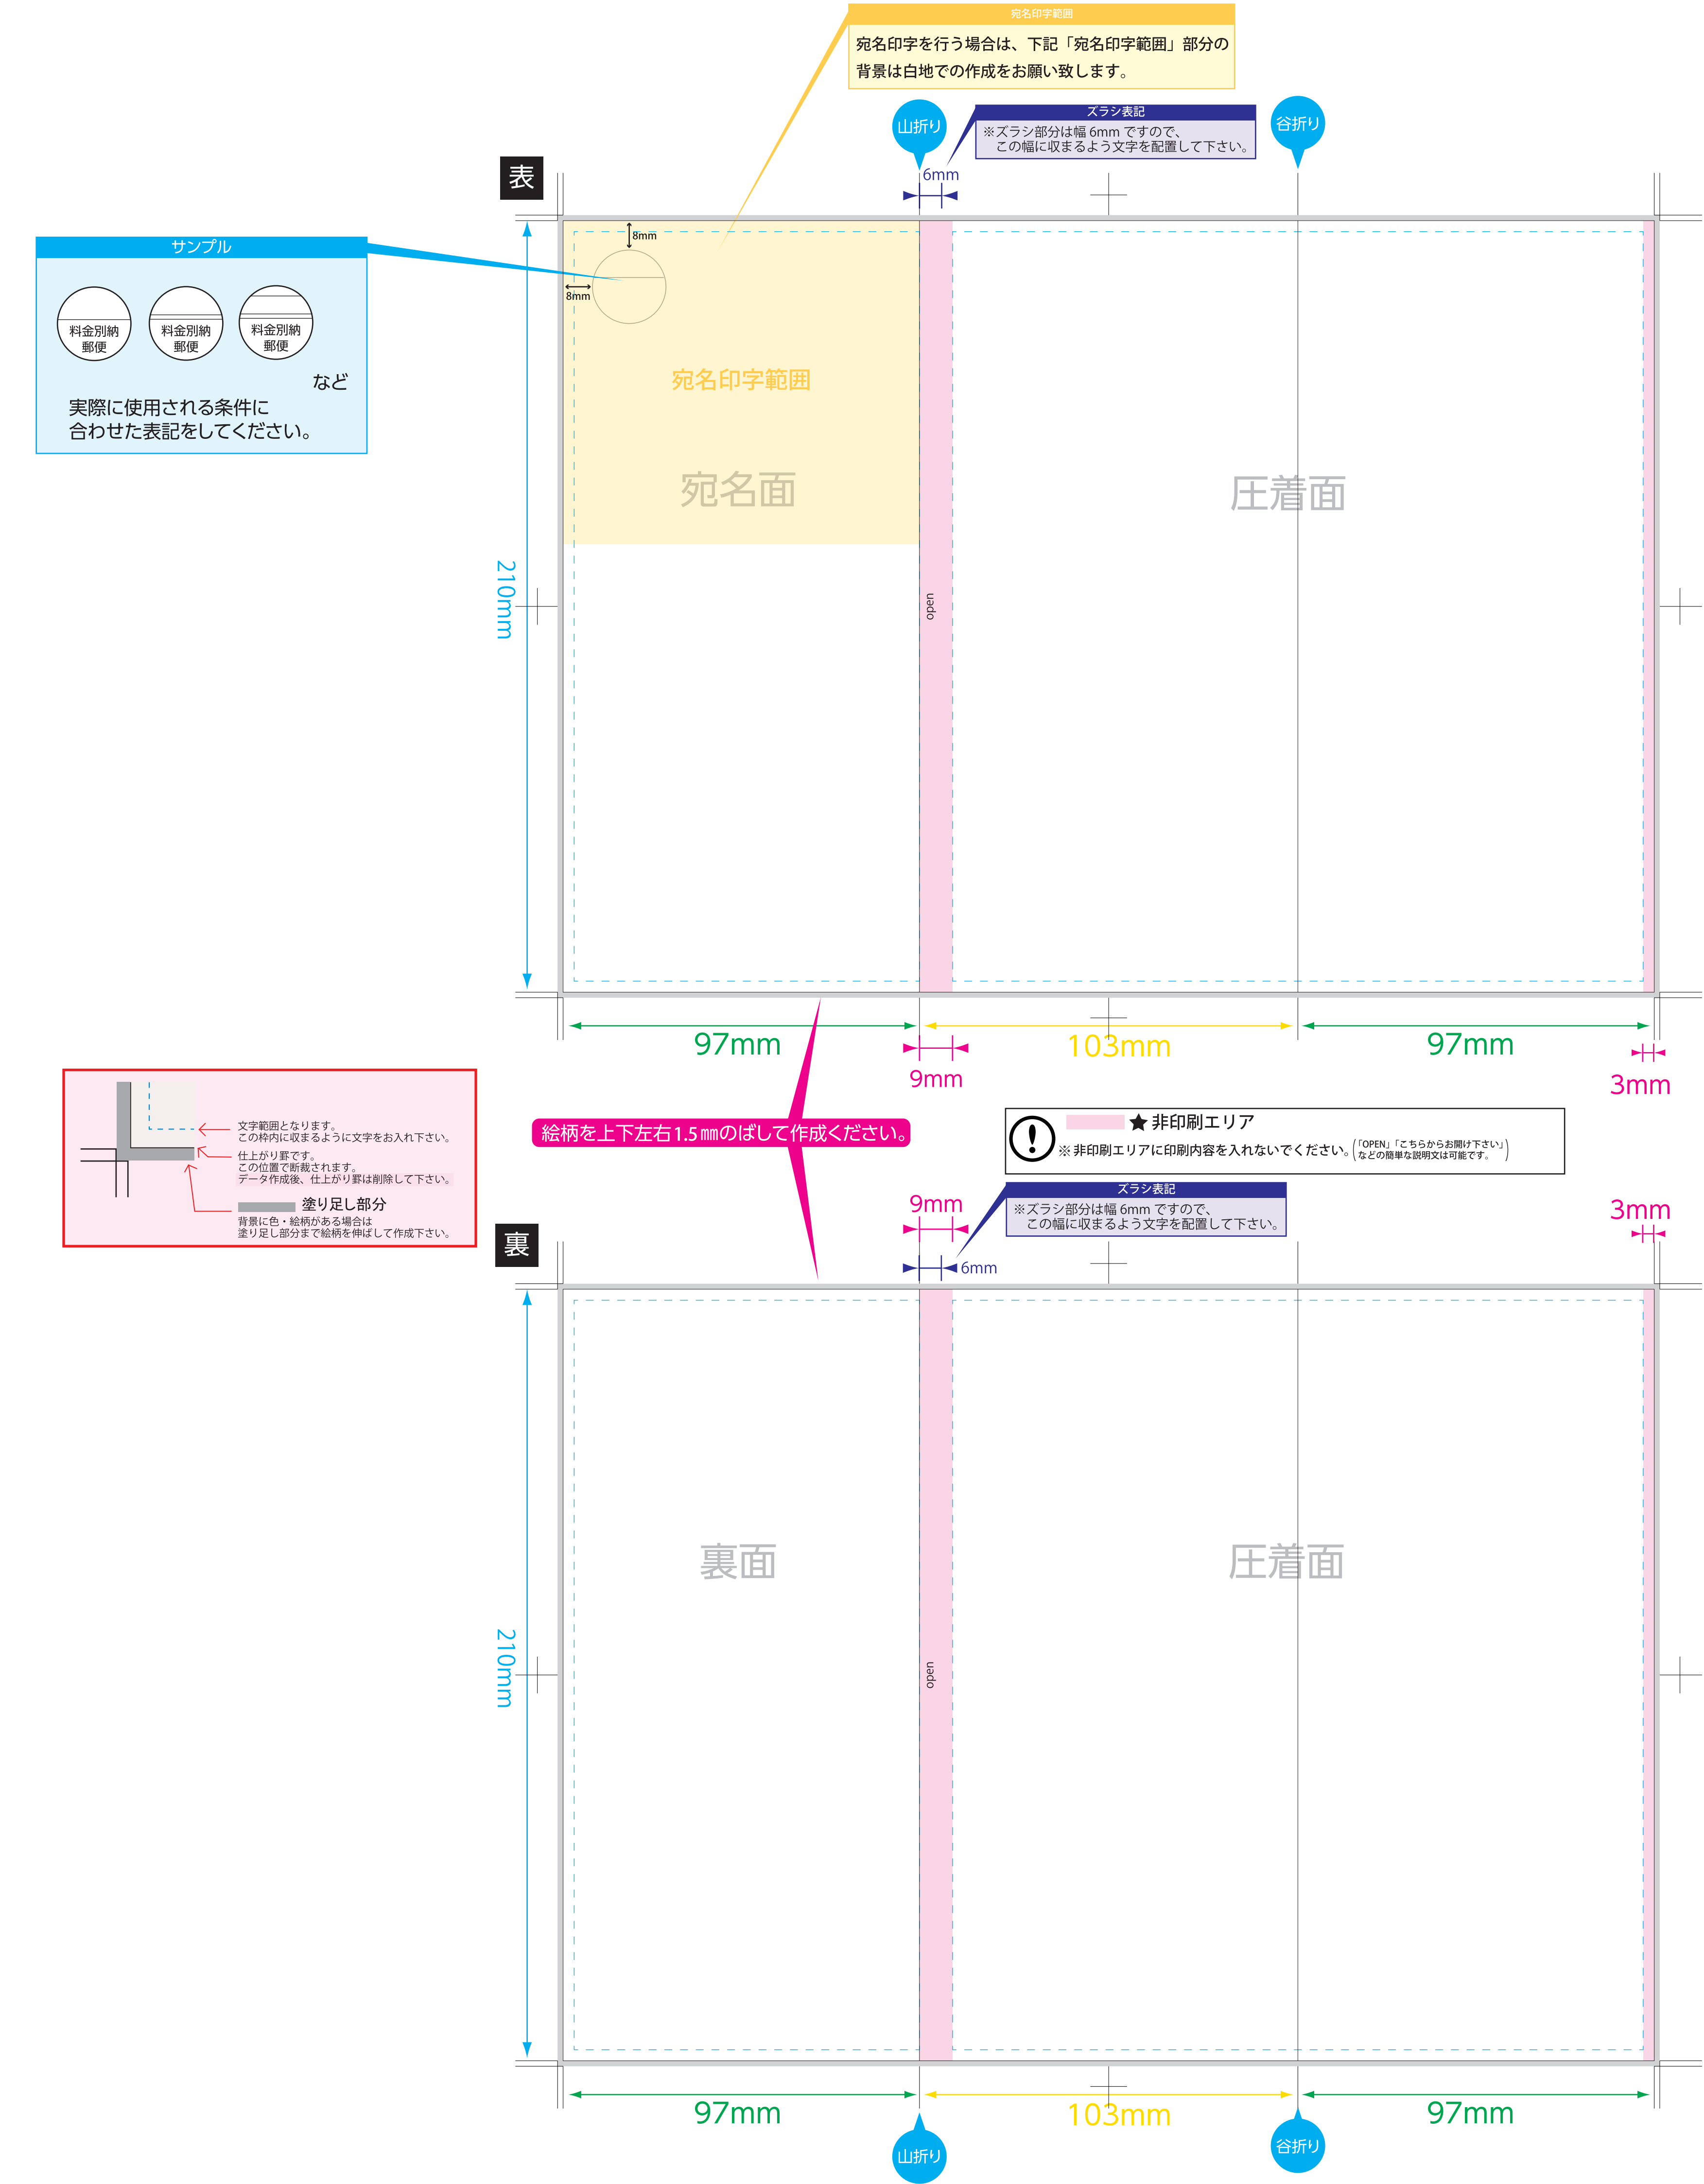 宛名印字範囲
宛名印字を行う場合は、下記「宛名印字範囲」部分の
背景は白地での作成をお願い致します。
山折り
ズラシ表記
※ズラシ部分は幅6mmですので、
この幅に収まるよう文字を配置して下さい。
谷折り
表
6mm
サンプル
料金別納
郵便
料金別納
郵便
料金別納
郵便
など
実際に使用される条件に
合わせた表記をしてください。
8mm
8mm
宛名印字範囲
宛名面
圧着面
210mm
open
97mm
103mm
97mm
9mm
3mm
文字範囲となります。
この枠内に収まるように文字をお入れ下さい。
仕上がり罫です。
この位置で断裁されます。
データ作成後、仕上がり罫は削除して下さい。
塗り足し部分
背景に色・絵柄がある場合は
塗り足し部分まで絵柄を伸ばして作成下さい。
絵柄を上下左右1.5㎜のばして作成ください。
★非印刷エリア
※非印刷エリアに印刷内容を入れないでください。(「OPEN」「こちらからお開け下さい」
などの簡単な説明文は可能です。)
9mm
ズラシ表記
※ズラシ部分は幅6mmですので、
この幅に収まるよう文字を配置して下さい。
3mm
裏
6mm
裏面
圧着面
210mm
open
97mm
103mm
97mm
山折り
谷折り